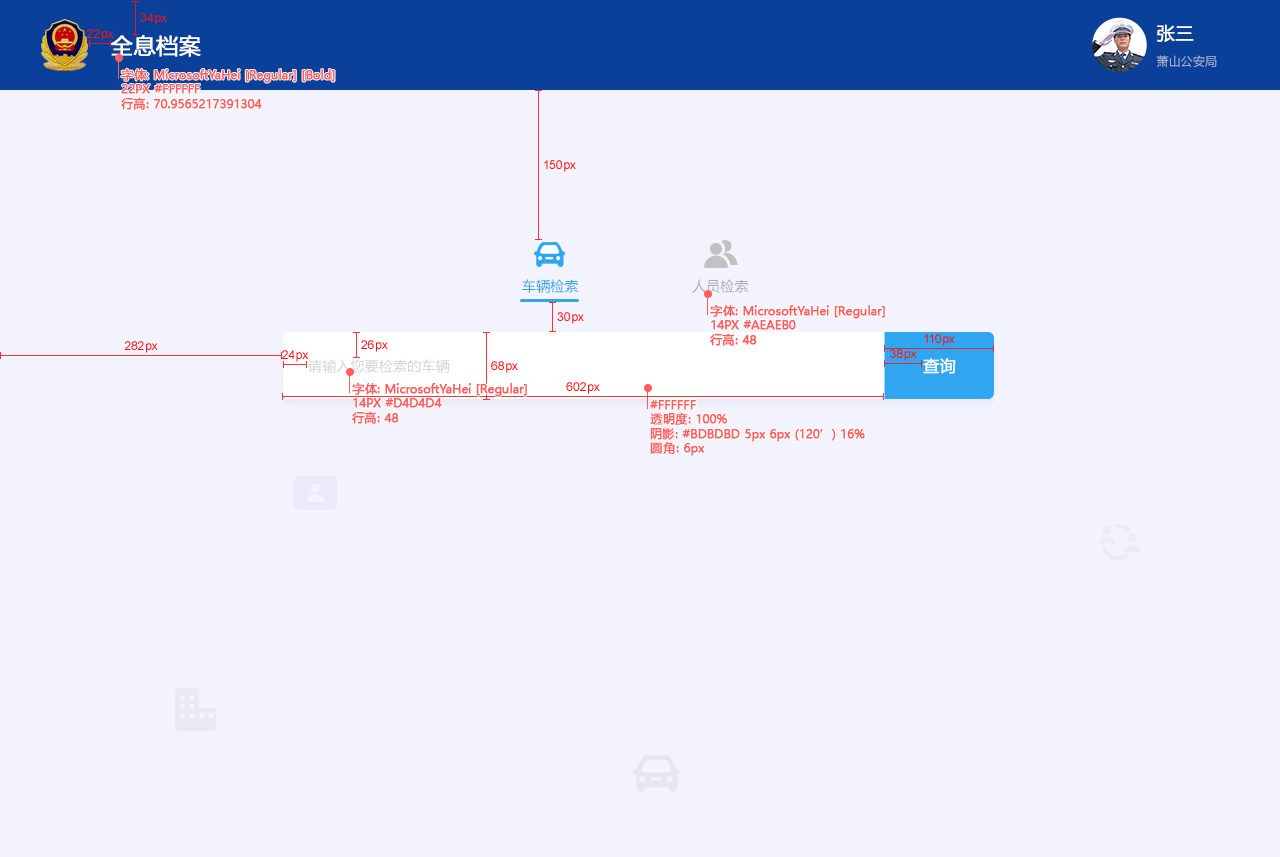 34px
22px
全息档案
张三
萧山公安局
字体: MicrosoftYaHei [Regular] [Bold]
22PX #FFFFFF
行高: 70.9565217391304
150px
车辆检索
人员检索
30px
字体: MicrosoftYaHei [Regular]
14PX #AEAEB0
行高: 48
282px
24px
26px
请输入您要检索的车辆
68px
110px
38px
查询
602px
字体: MicrosoftYaHei [Regular]
14PX #D4D4D4
行高: 48
#FFFFFF
透明度: 100%
阴影: #BDBDBD 5px 6px (120′ ) 16%
圆角: 6px